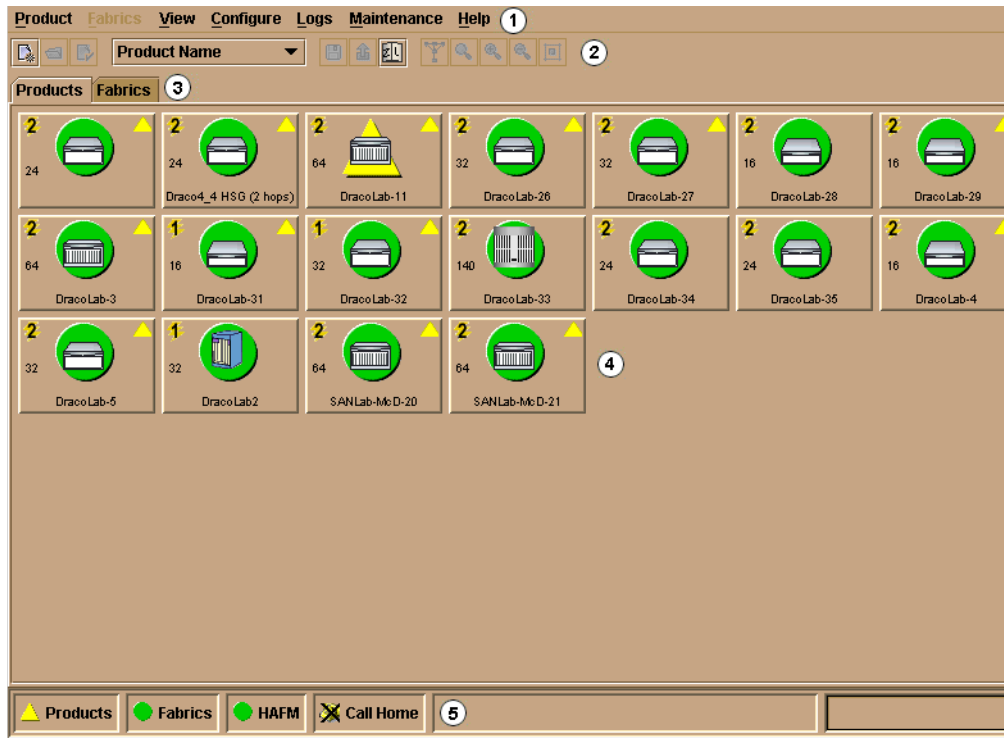 Product Fabrics View Configure Logs Maintenance Help 1
Product Name 2
Products Fabrics 3
2 2 2 2 2 2 2
24 24 64 32 32 16 16
Draco4_4 HSG (2 hops) DracoLab-11 DracoLab-26 DracoLab-27 DracoLab-28 DracoLab-29
2 1 1 2 2 2 2
64 16 32 140 24 24 16
DracoLab-3 DracoLab-31 DracoLab-32 DracoLab-33 DracoLab-34 DracoLab-35 DracoLab-4
2 1 2 2
32 32 64 64 4
DracoLab-5 DracoLab2 SANLab-McD-20 SANLab-McD-21
Products Fabrics HAFM Call Home 5